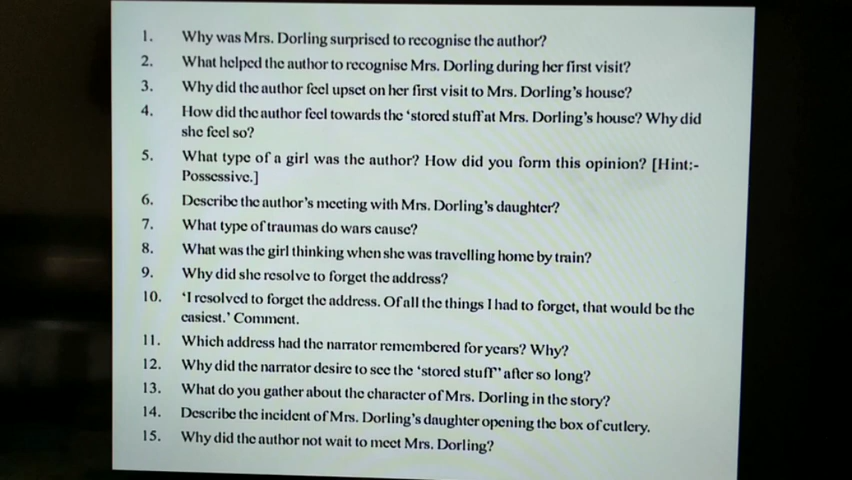 1. Why was Mrs. Dorling surprised to recognise the author?
2. What helped the author to recognise Mrs. Dorling during her first visit?
3. Why did the author feel upset on her first visit to Mrs. Dorling's house?
4. How did the author feel towards the 'stored stuff at Mrs. Dorling's house? Why did
she feel so?
5. What type of a girl was the author? How did you form this opinion? [Hint:-
Possessive.]
6. Describe the author's meeting with Mrs. Dorling's daughter?
7. What type of traumas do wars cause?
8. What was the girl thinking when she was travelling home by train?
9. Why did she resolve to forget the address?
10. 'I resolved to forget the address. Of all the things I had to forget, that would be the
easiest.' Comment.
11. Which address had the narrator remembered for years? Why?
12. Why did the narrator desire to see the 'stored stuff" after so long?
13. What do you gather about the character of Mrs. Dorling in the story?
14. Describe the incident of Mrs. Dorling's daughter opening the box of cutlery.
15. Why did the author not wait to meet Mrs. Dorling?